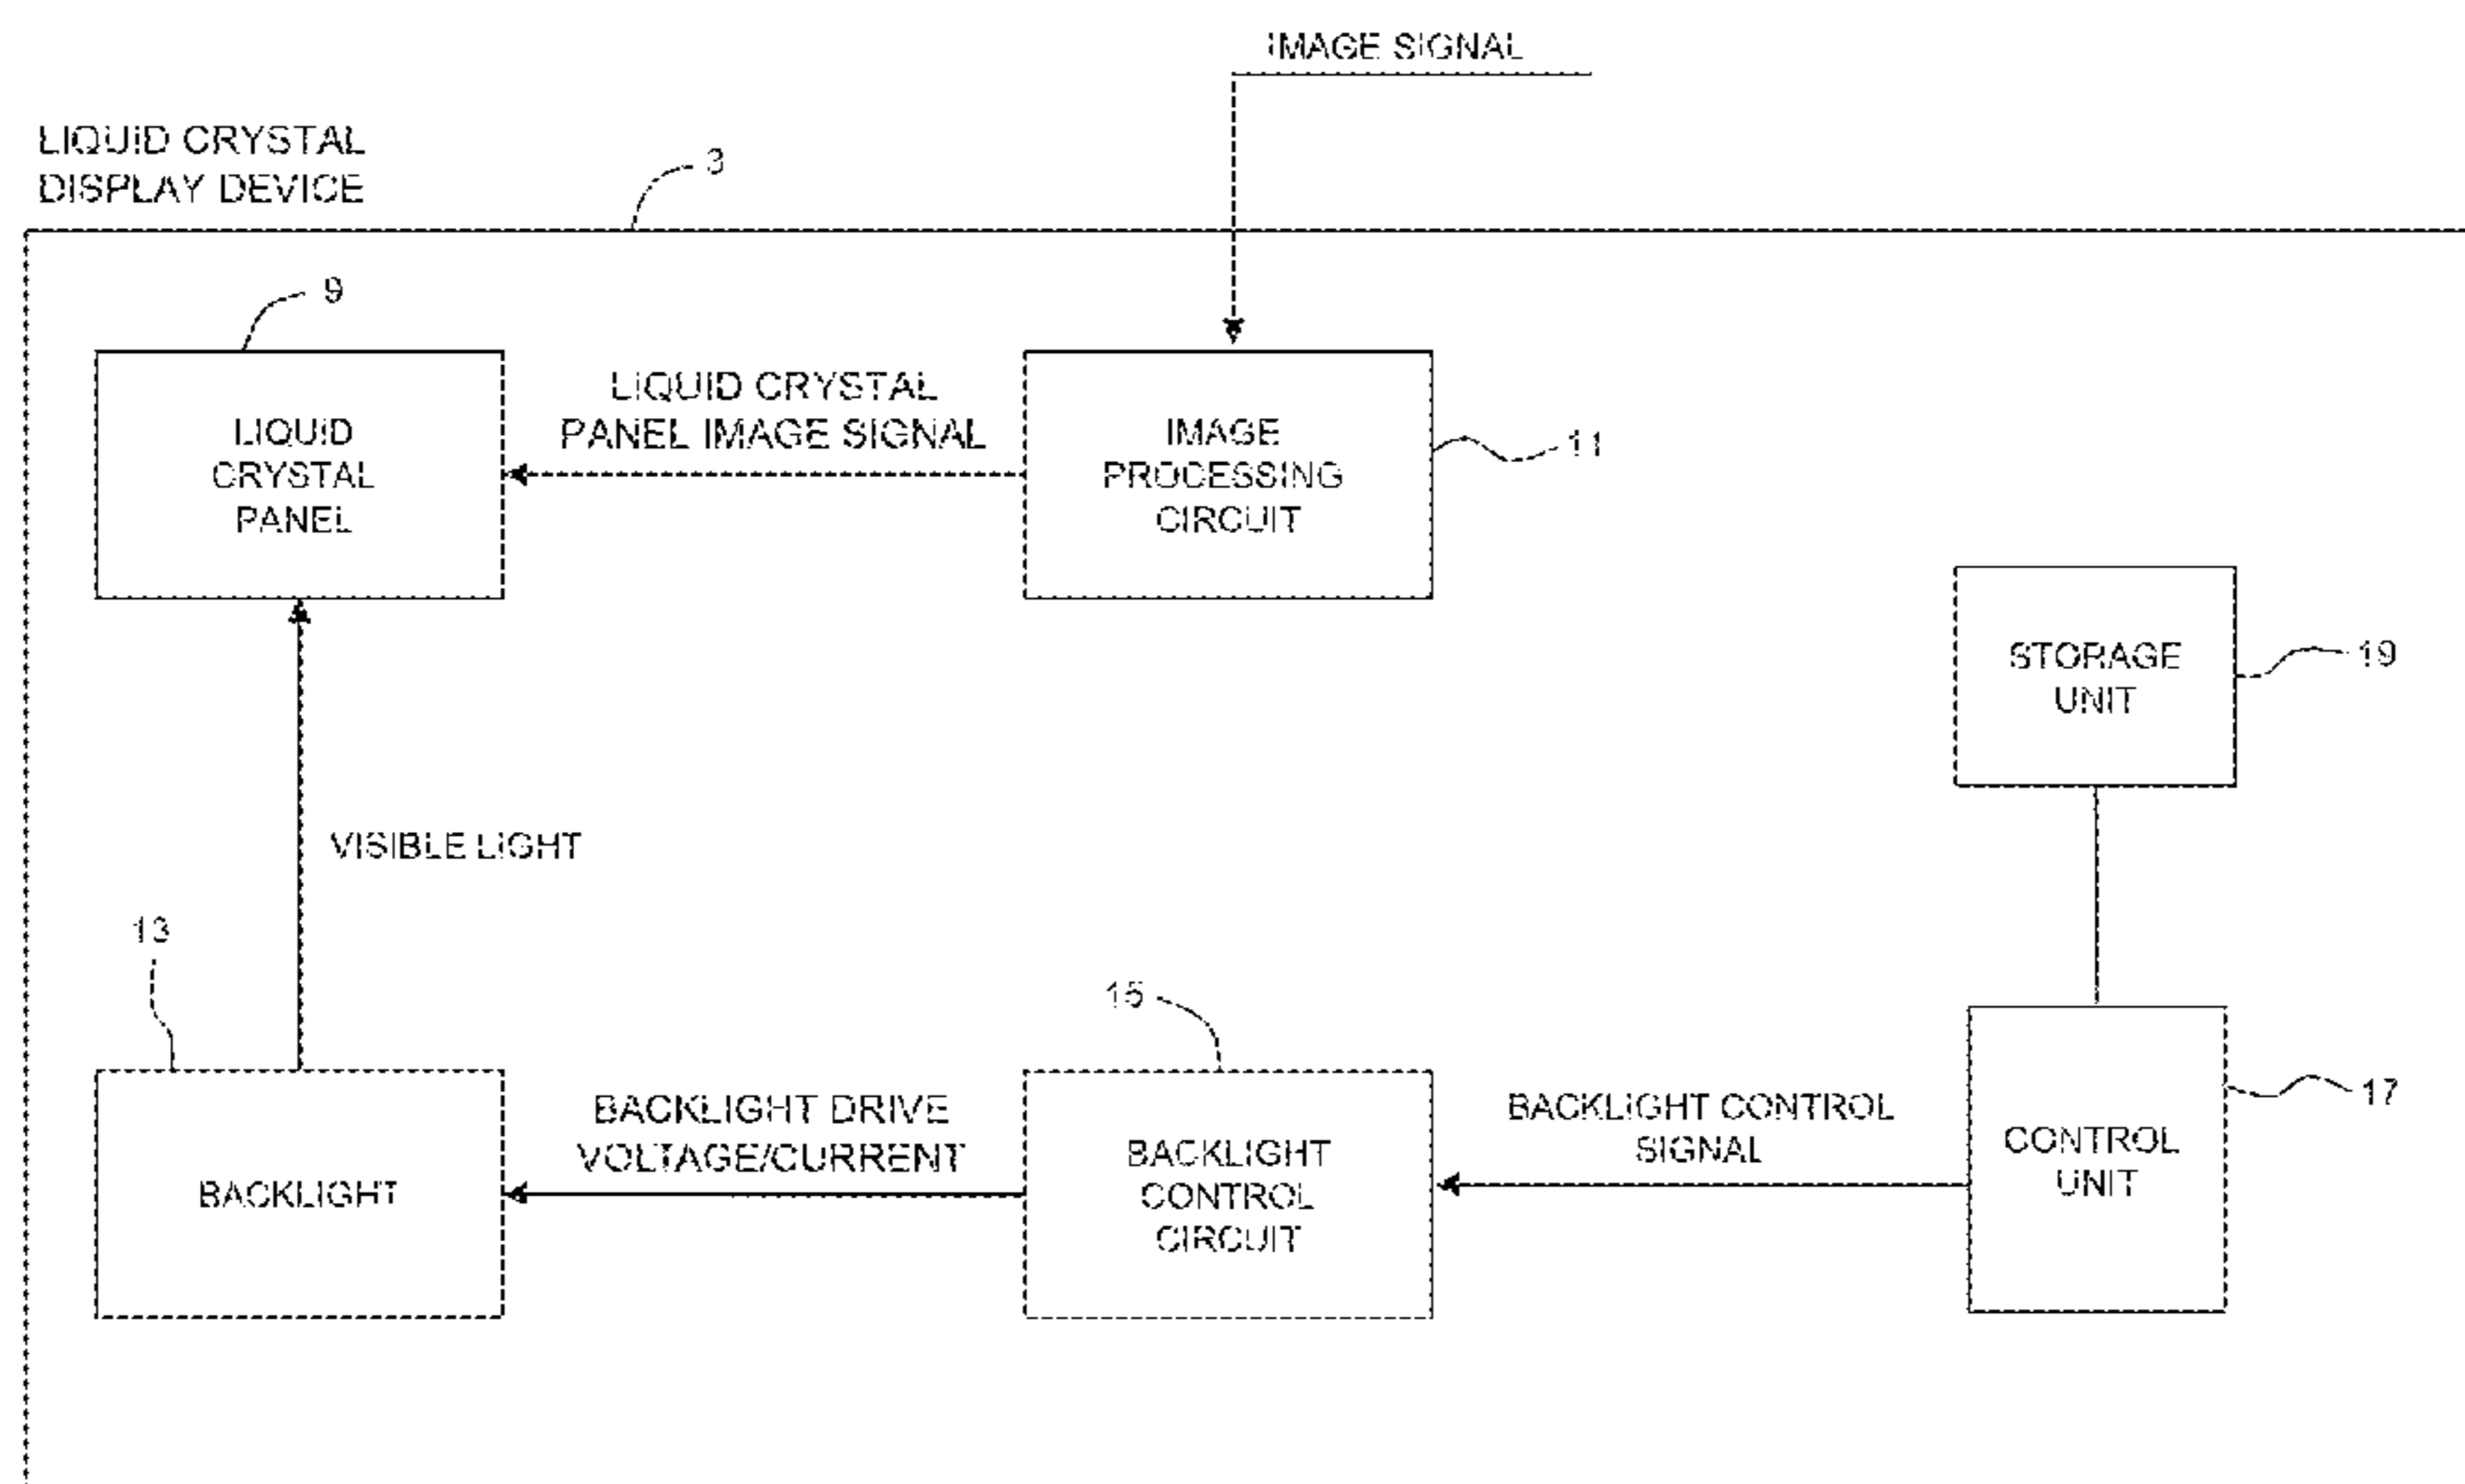 IMAGE SIGNAL
LIQUID CRYSTAL
DISPLAY DEVICE
3
9
LIQUID CRYSTAL
PANEL IMAGE SIGNAL
LIQUID
CRYSTAL
PANEL
IMAGE
PROCESSING
CIRCUIT
11
STORAGE
UNIT
19
VISIBLE LIGHT
13
15
BACKLIGHT DRIVE
VOLTAGE/CURRENT
BACKLIGHT CONTROL
SIGNAL
17
BACKLIGHT
BACKLIGHT
CONTROL
CIRCUIT
CONTROL
UNIT